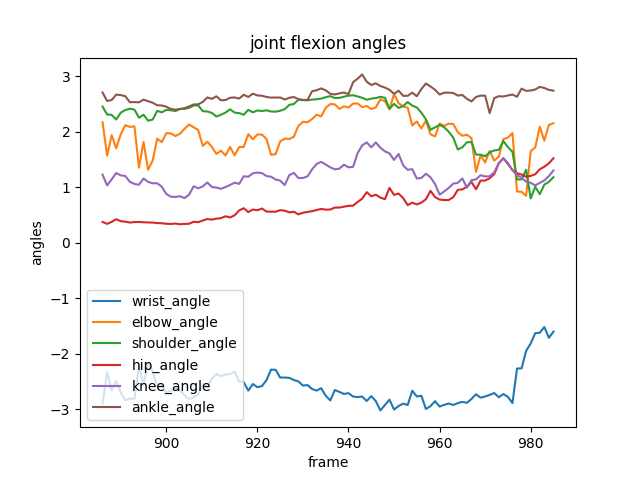 joint flexion angles
3
2
1
0
−1
−2
−3
angles
wrist_angle
elbow_angle
shoulder_angle
hip_angle
knee_angle
ankle_angle
900 920 940 960 980
frame